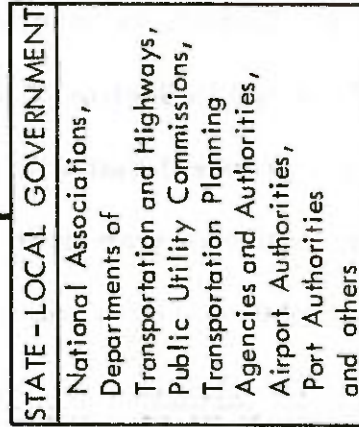 STATE-LOCAL GOVERNMENT
National Associations,
Departments of
Transportation and Highways,
Public Utility Commissions,
Transportation Planning
Agencies and Authorities,
Airport Authorities,
Port Authorities
and others